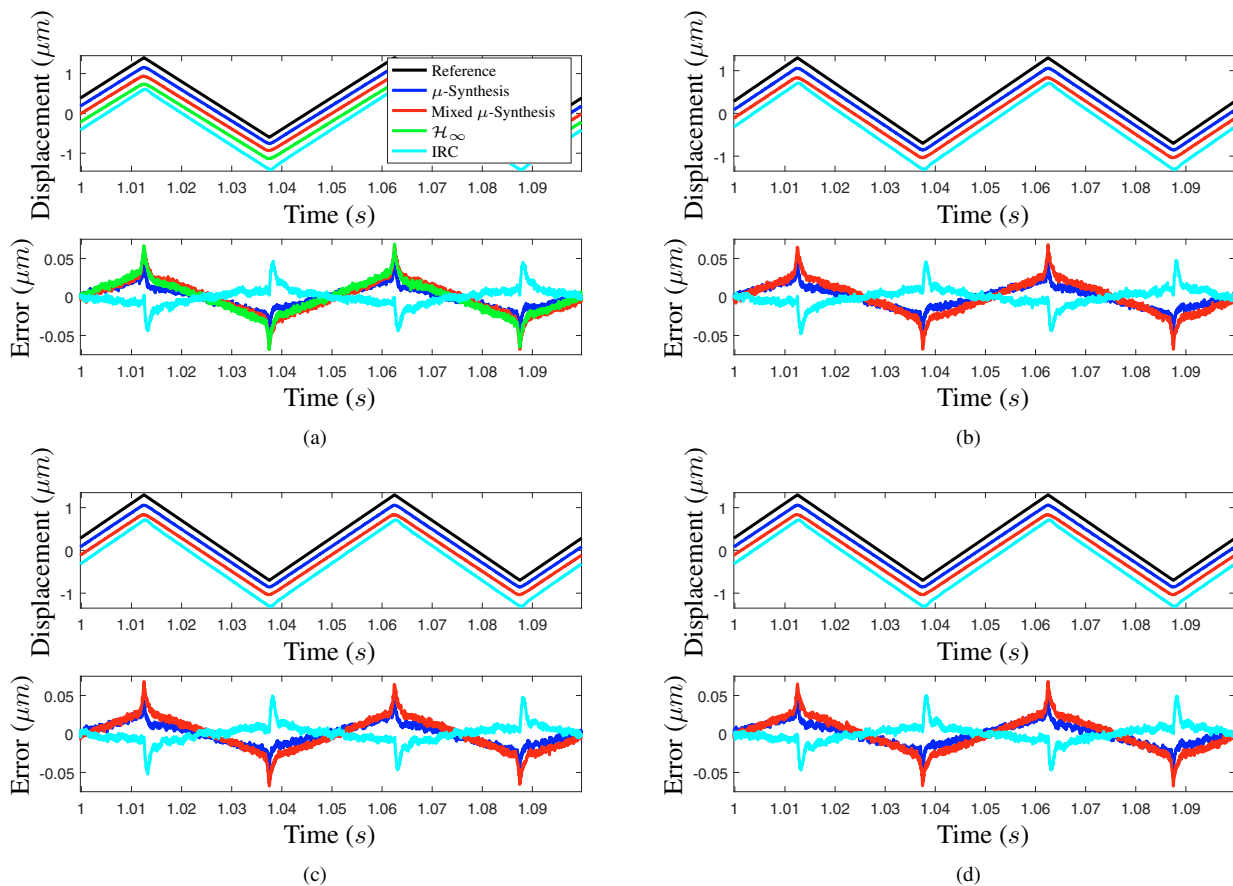 Displacement (μm)
1
0
-1
Reference
μ-Synthesis
Mixed μ-Synthesis
H∞
IRC
1 1.01 1.02 1.03 1.04 1.05 1.06 1.07 1.08 1.09
Time (s)
Error (μm)
0.05
0
-0.05
1 1.01 1.02 1.03 1.04 1.05 1.06 1.07 1.08 1.09
Time (s)
(a)
Displacement (μm)
1
0
-1
1 1.01 1.02 1.03 1.04 1.05 1.06 1.07 1.08 1.09
Time (s)
Error (μm)
0.05
0
-0.05
1 1.01 1.02 1.03 1.04 1.05 1.06 1.07 1.08 1.09
Time (s)
(b)
Displacement (μm)
1
0
-1
1 1.01 1.02 1.03 1.04 1.05 1.06 1.07 1.08 1.09
Time (s)
Error (μm)
0.05
0
-0.05
1 1.01 1.02 1.03 1.04 1.05 1.06 1.07 1.08 1.09
Time (s)
(c)
Displacement (μm)
1
0
-1
1 1.01 1.02 1.03 1.04 1.05 1.06 1.07 1.08 1.09
Time (s)
Error (μm)
0.05
0
-0.05
1 1.01 1.02 1.03 1.04 1.05 1.06 1.07 1.08 1.09
Time (s)
(d)